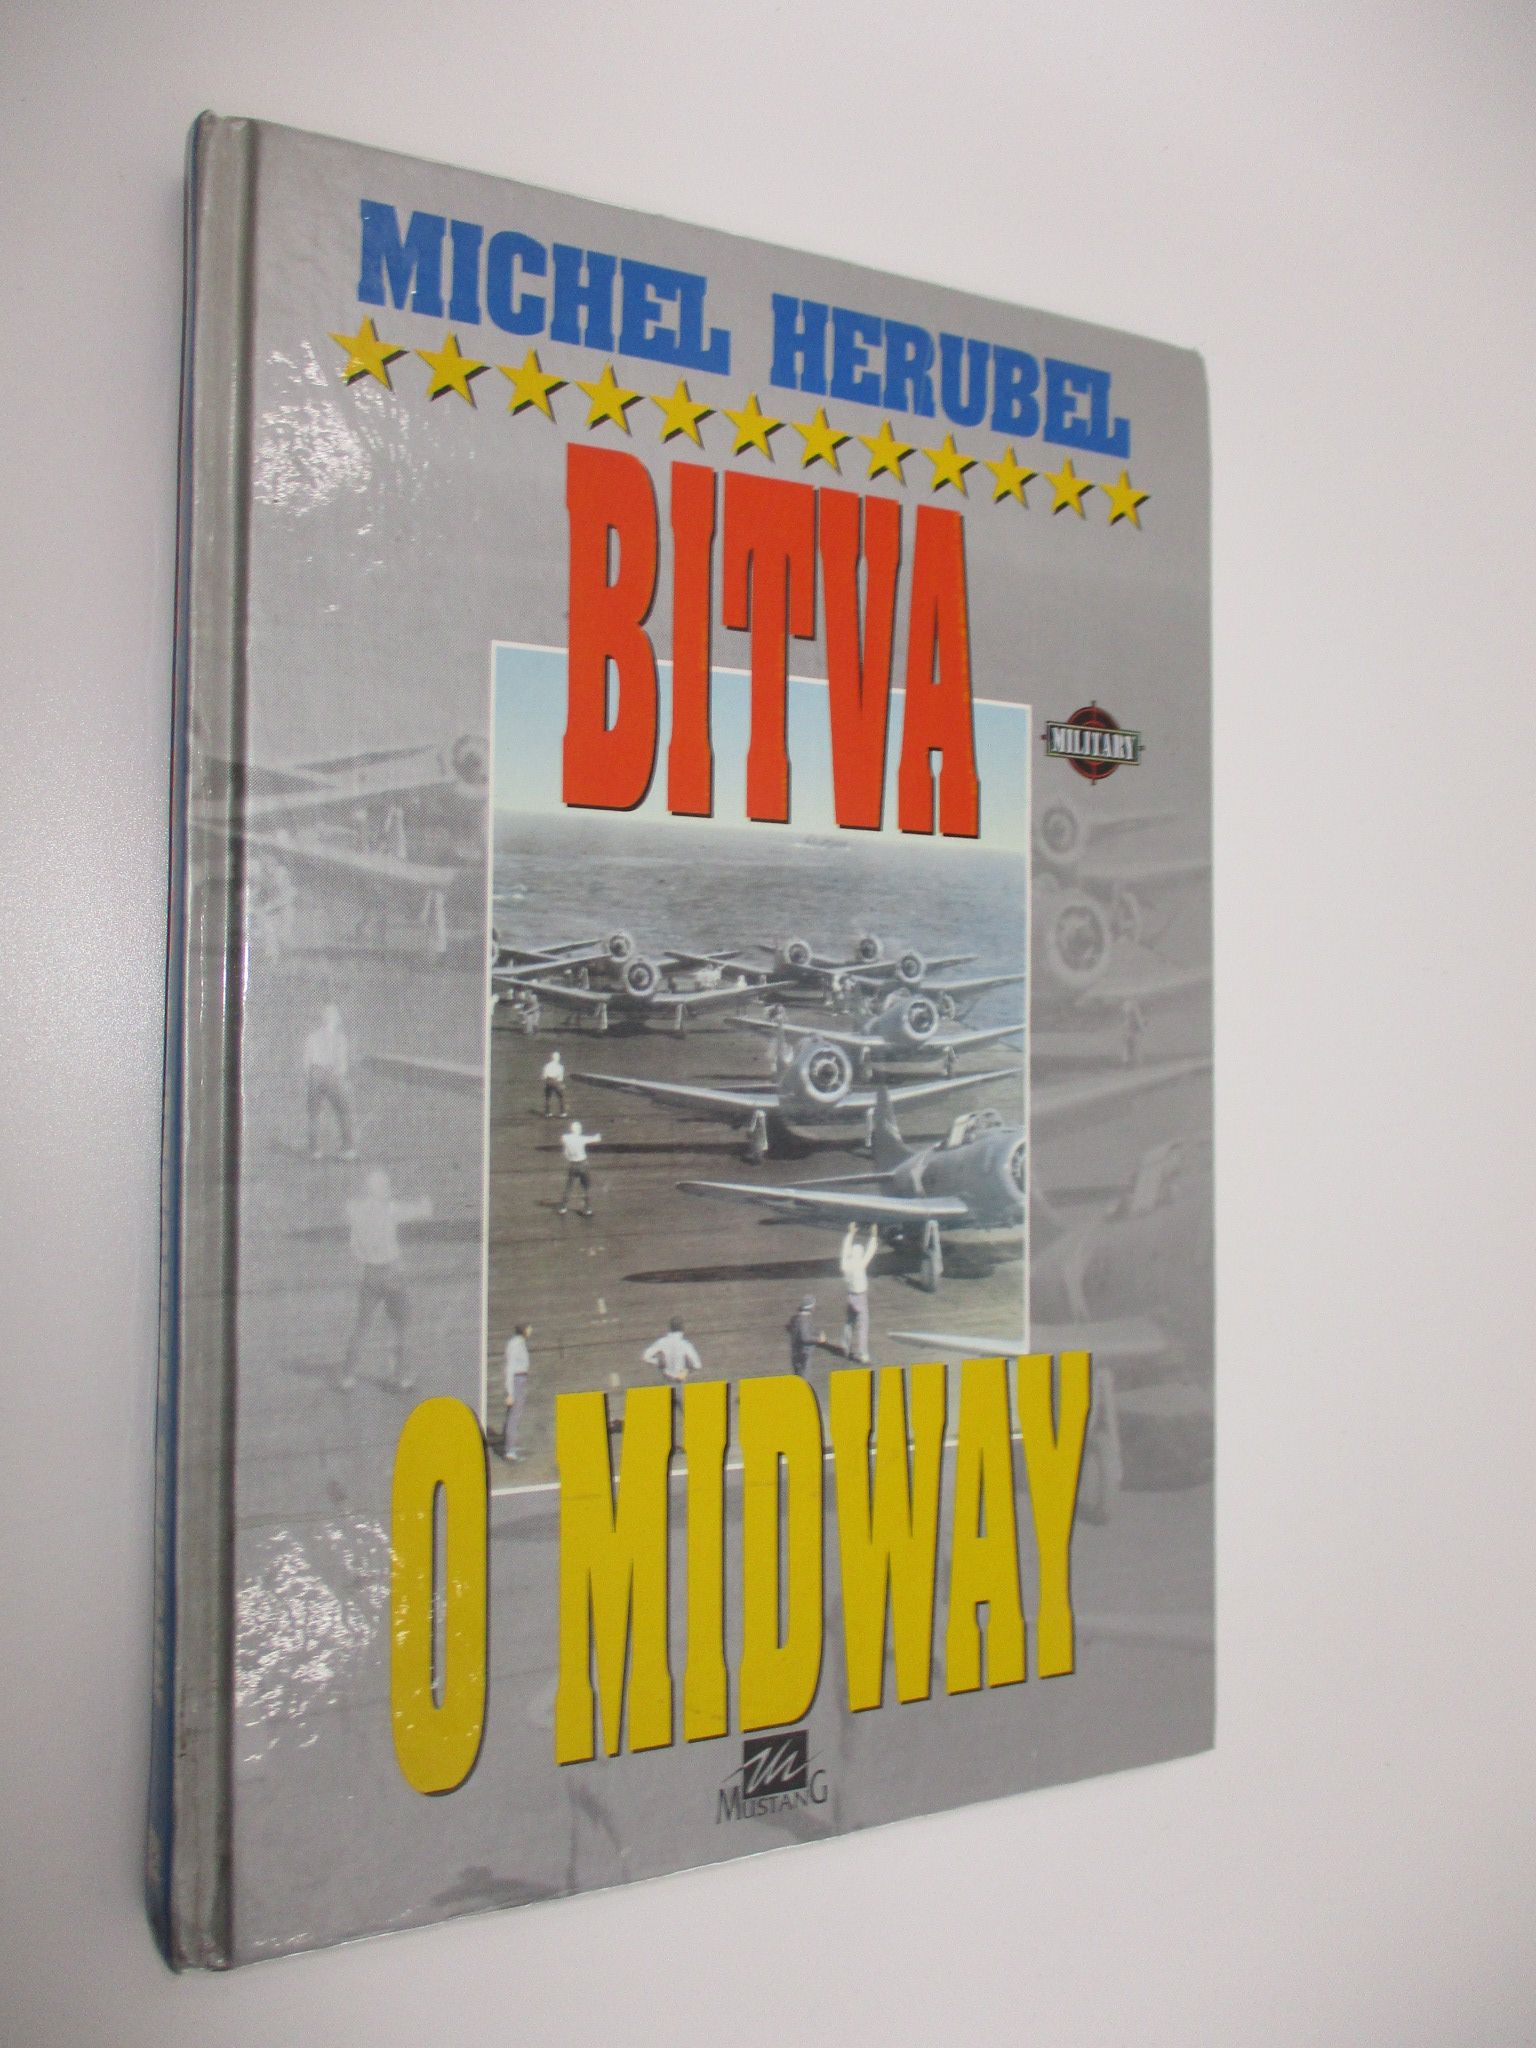 MICHEL HERUBEL
BITVA
MILITARY
O MIDWAY
MUSTANG